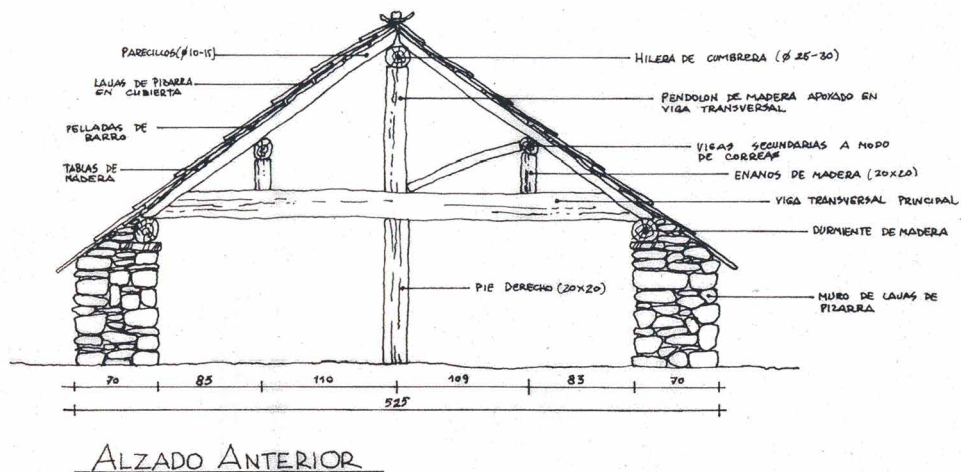 PARECILLOS (Ø 10-15)
LAJAS DE PIZARRA
EN CUBIERTA
PELLADAS DE
BARRO
TABLAS DE
MADERA
HILERA DE CUMBRERA (Ø 25-30)
PENDOLON DE MADERA APOYADO EN
VIGA TRANSVERSAL
VIGAS SECUNDARIAS A MODO
DE CORREAS
ENANOS DE MADERA (20X20)
VIGA TRANSVERSAL PRINCIPAL
DURMIENTE DE MADERA
PIE DERECHO (20X20)
MURO DE LAJAS DE
PIZARRA
70 83 110 109 83 70
525
ALZADO ANTERIOR